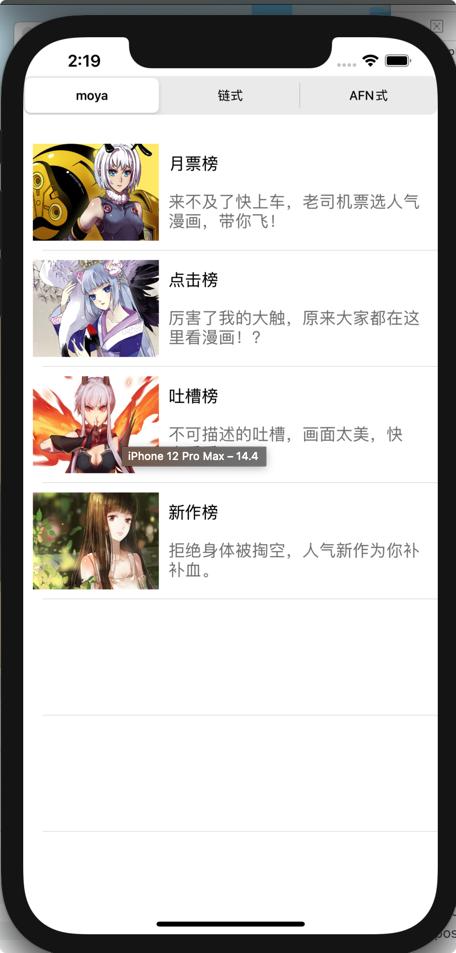 2:19
moya
链式
AFN式
月票榜
来不及了快上车，老司机票选人气
漫画，带你飞！
点击榜
厉害了我的大触，原来大家都在这
里看漫画！？
吐槽榜
不可描述的吐槽，画面太美，快
iPhone 12 Pro Max – 14.4
新作榜
拒绝身体被掏空，人气新作为你补
补血。
pos